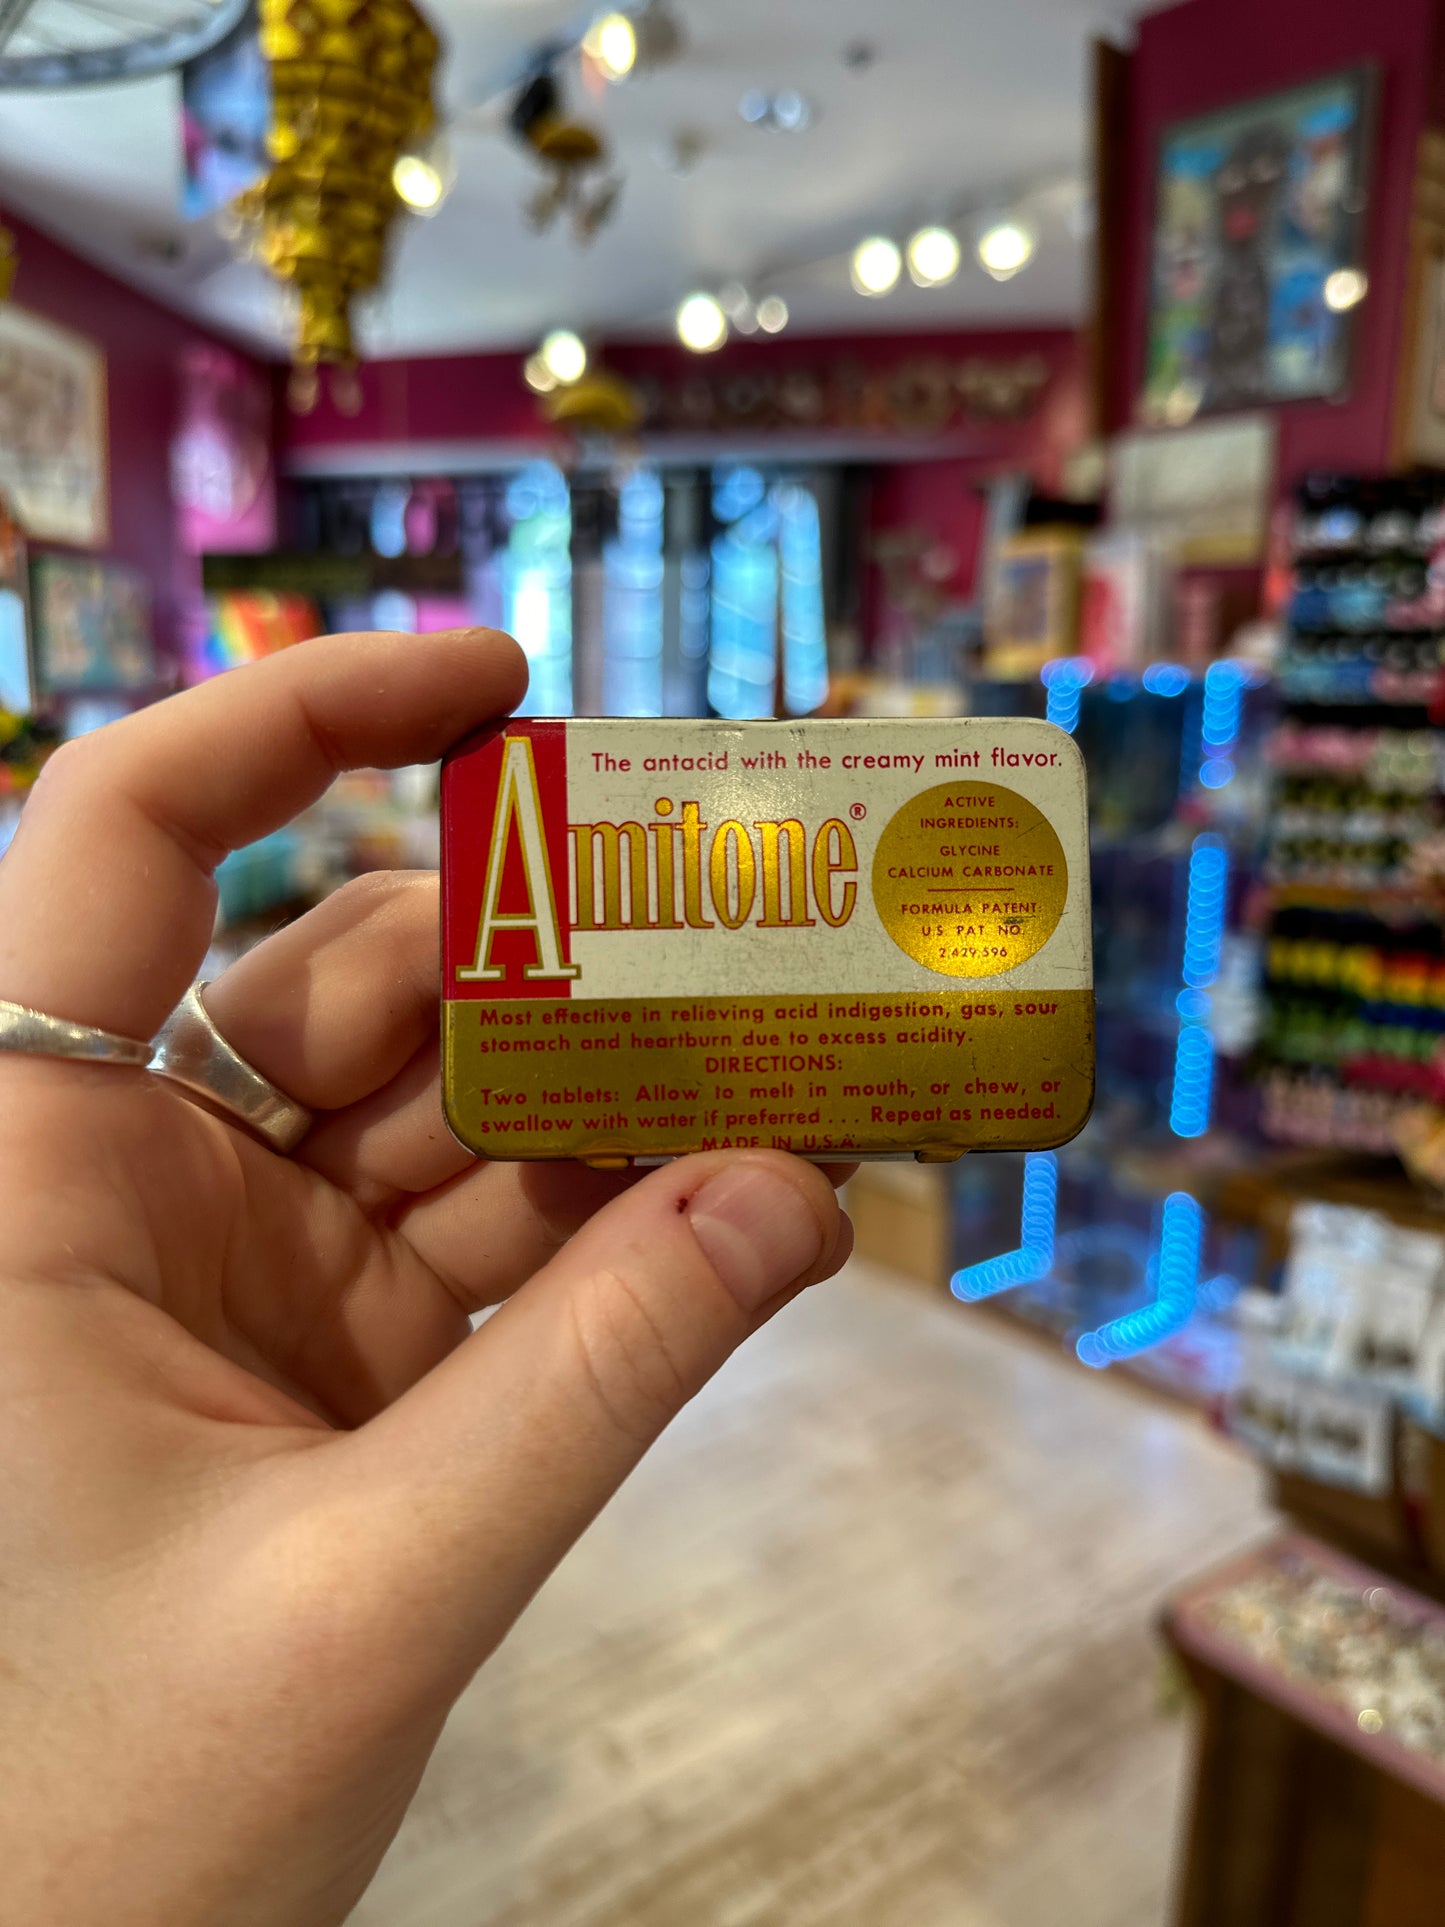 The antacid with the creamy mint flavor.
Amitone®
ACTIVE
INGREDIENTS:
GLYCINE
CALCIUM CARBONATE
FORMULA PATENT:
U S PAT NO.
2,429,596
Most effective in relieving acid indigestion, gas, sour
stomach and heartburn due to excess acidity.
DIRECTIONS:
Two tablets: Allow to melt in mouth, or chew, or
swallow with water if preferred . . . Repeat as needed.
MADE IN U.S.A.